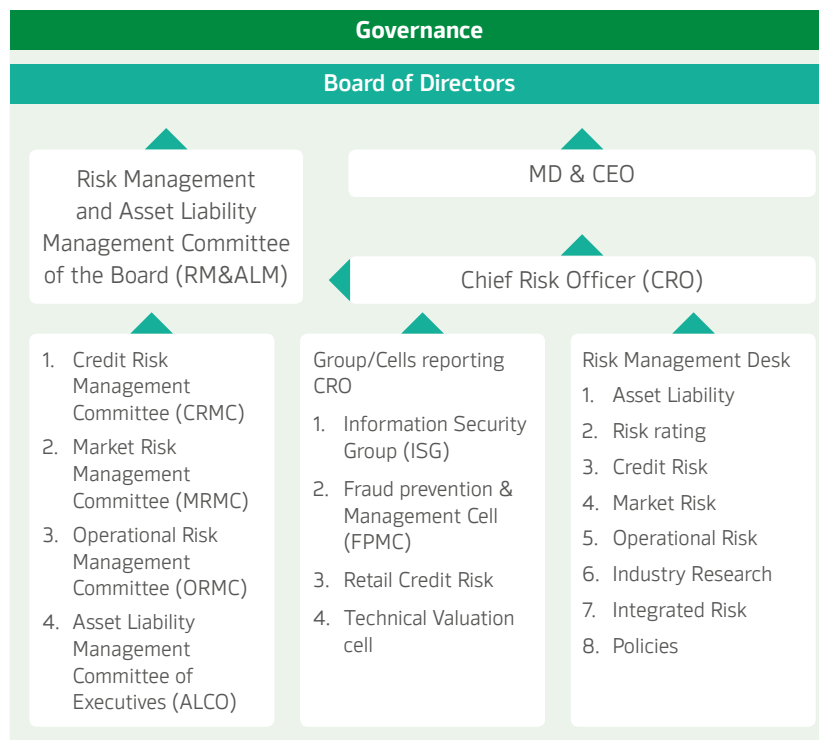 Governance
Board of Directors
Risk Management
and Asset Liability
Management Committee
of the Board (RM&ALM)
MD & CEO
Chief Risk Officer (CRO)
1. Credit Risk
Management
Committee (CRMC)
2. Market Risk
Management
Committee (MRMC)
3. Operational Risk
Management
Committee (ORMC)
4. Asset Liability
Management
Committee of
Executives (ALCO)
Group/Cells reporting
CRO
1. Information Security
Group (ISG)
2. Fraud prevention &
Management Cell
(FPMC)
3. Retail Credit Risk
4. Technical Valuation
cell
Risk Management Desk
1. Asset Liability
2. Risk rating
3. Credit Risk
4. Market Risk
5. Operational Risk
6. Industry Research
7. Integrated Risk
8. Policies